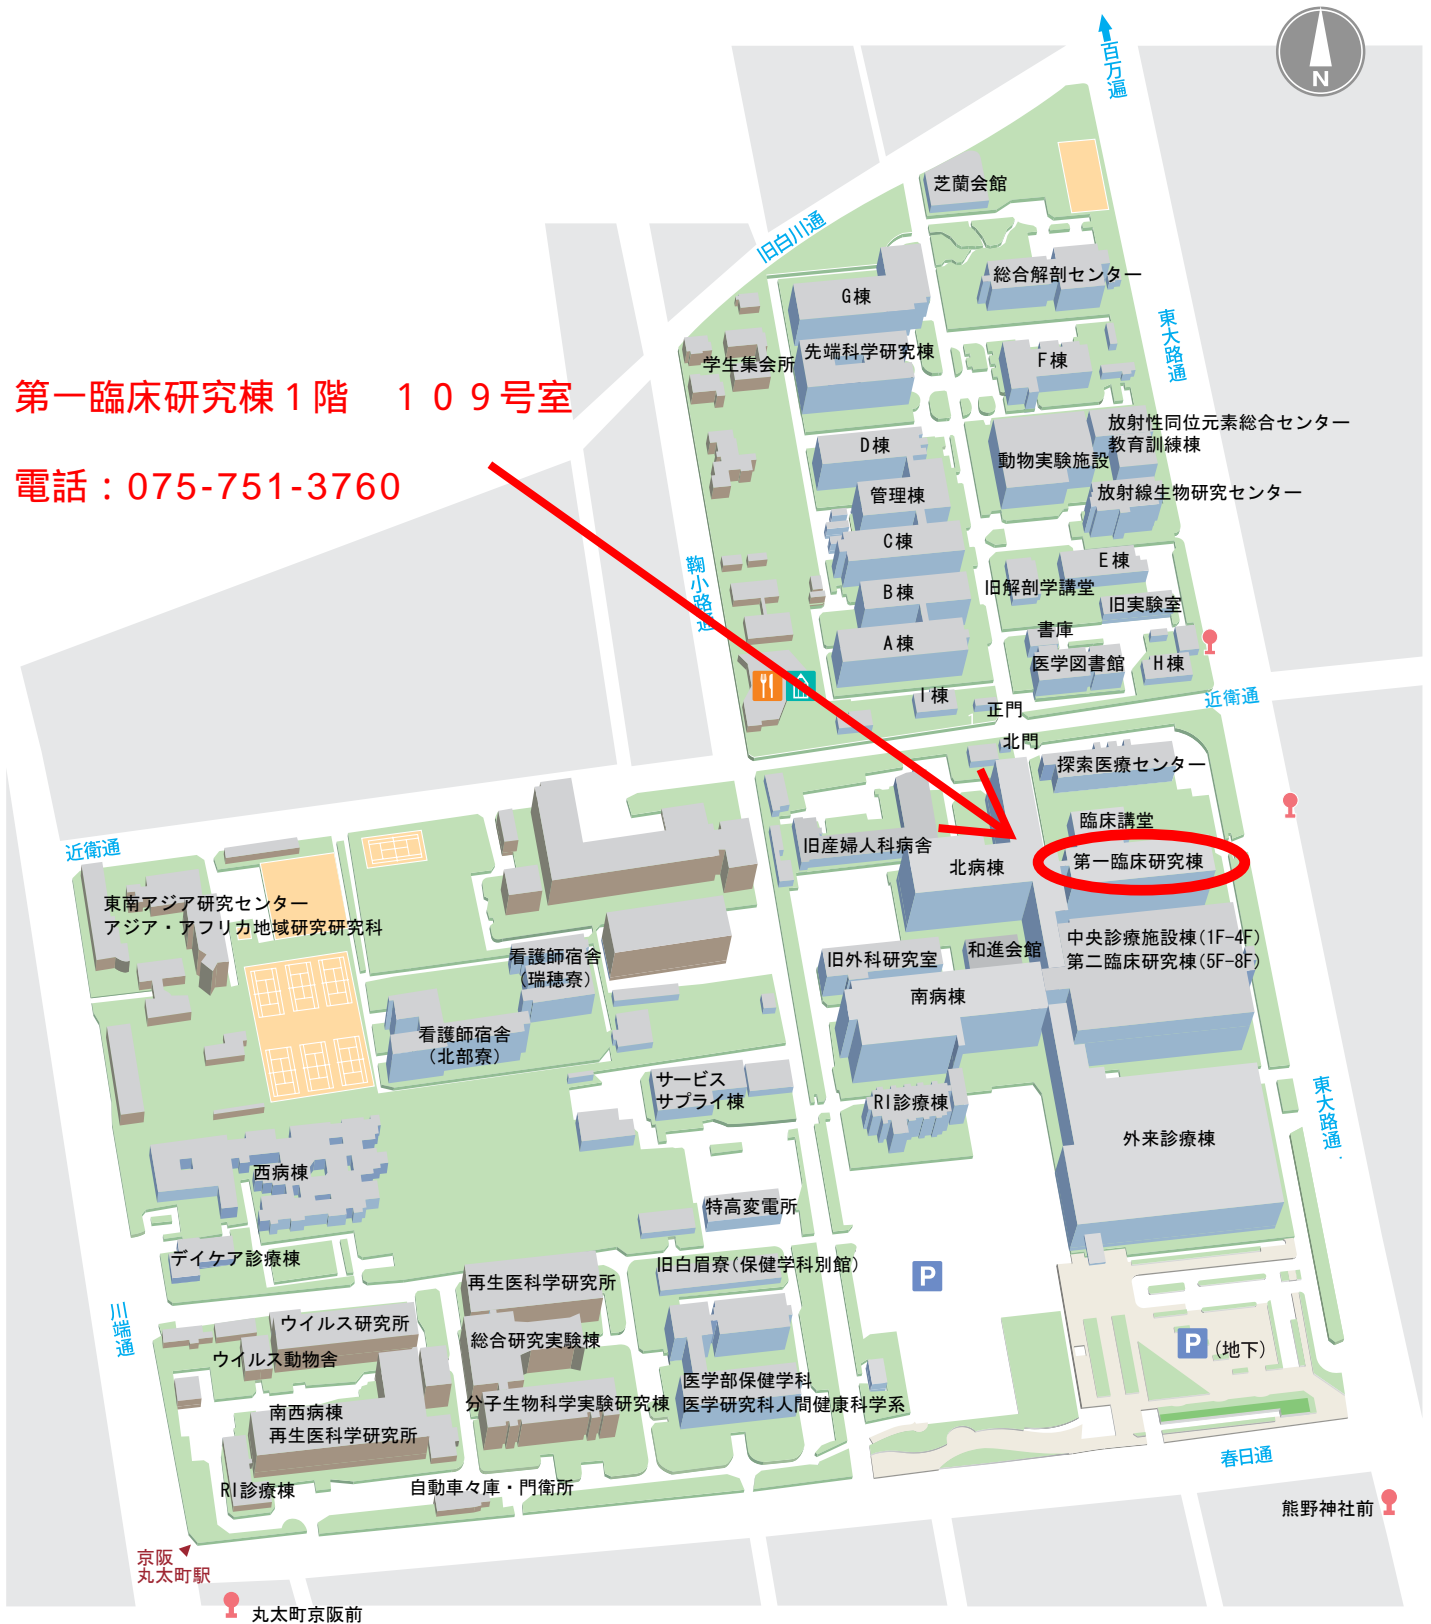 百万遍
N
芝蘭会館
旧白川通
総合解剖センター
G棟
東大路通
先端科学研究棟
学生集会所
F棟
第一臨床研究棟1階　109号室
放射性同位元素総合センター
教育訓練棟
D棟
動物実験施設
電話：075-751-3760
管理棟
放射線生物研究センター
C棟
E棟
鞠小路通
旧解剖学講堂
B棟
旧実験室
書庫
A棟
医学図書館
H棟
I棟
近衛通
正門
1
北門
探索医療センター
臨床講堂
旧産婦人科病舎
近衛通
北病棟
第一臨床研究棟
東南アジア研究センター
アジア・アフリカ地域研究研究科
中央診療施設棟(1F-4F)
第二臨床研究棟(5F-8F)
看護師宿舎
（瑞穂寮）
旧外科研究室
和進会館
南病棟
看護師宿舎
（北部寮）
サービス
サプライ棟
RI診療棟
東大路通
外来診療棟
西病棟
特高変電所
デイケア診療棟
旧白眉寮(保健学科別館)
再生医科学研究所
P
川端通
ウイルス研究所
総合研究実験棟
P
(地下)
ウイルス動物舎
医学部保健学科
医学研究科人間健康科学系
分子生物科学実験研究棟
南西病棟
再生医科学研究所
春日通
RI診療棟
自動車々庫・門衛所
熊野神社前
京阪
丸太町駅
丸太町京阪前